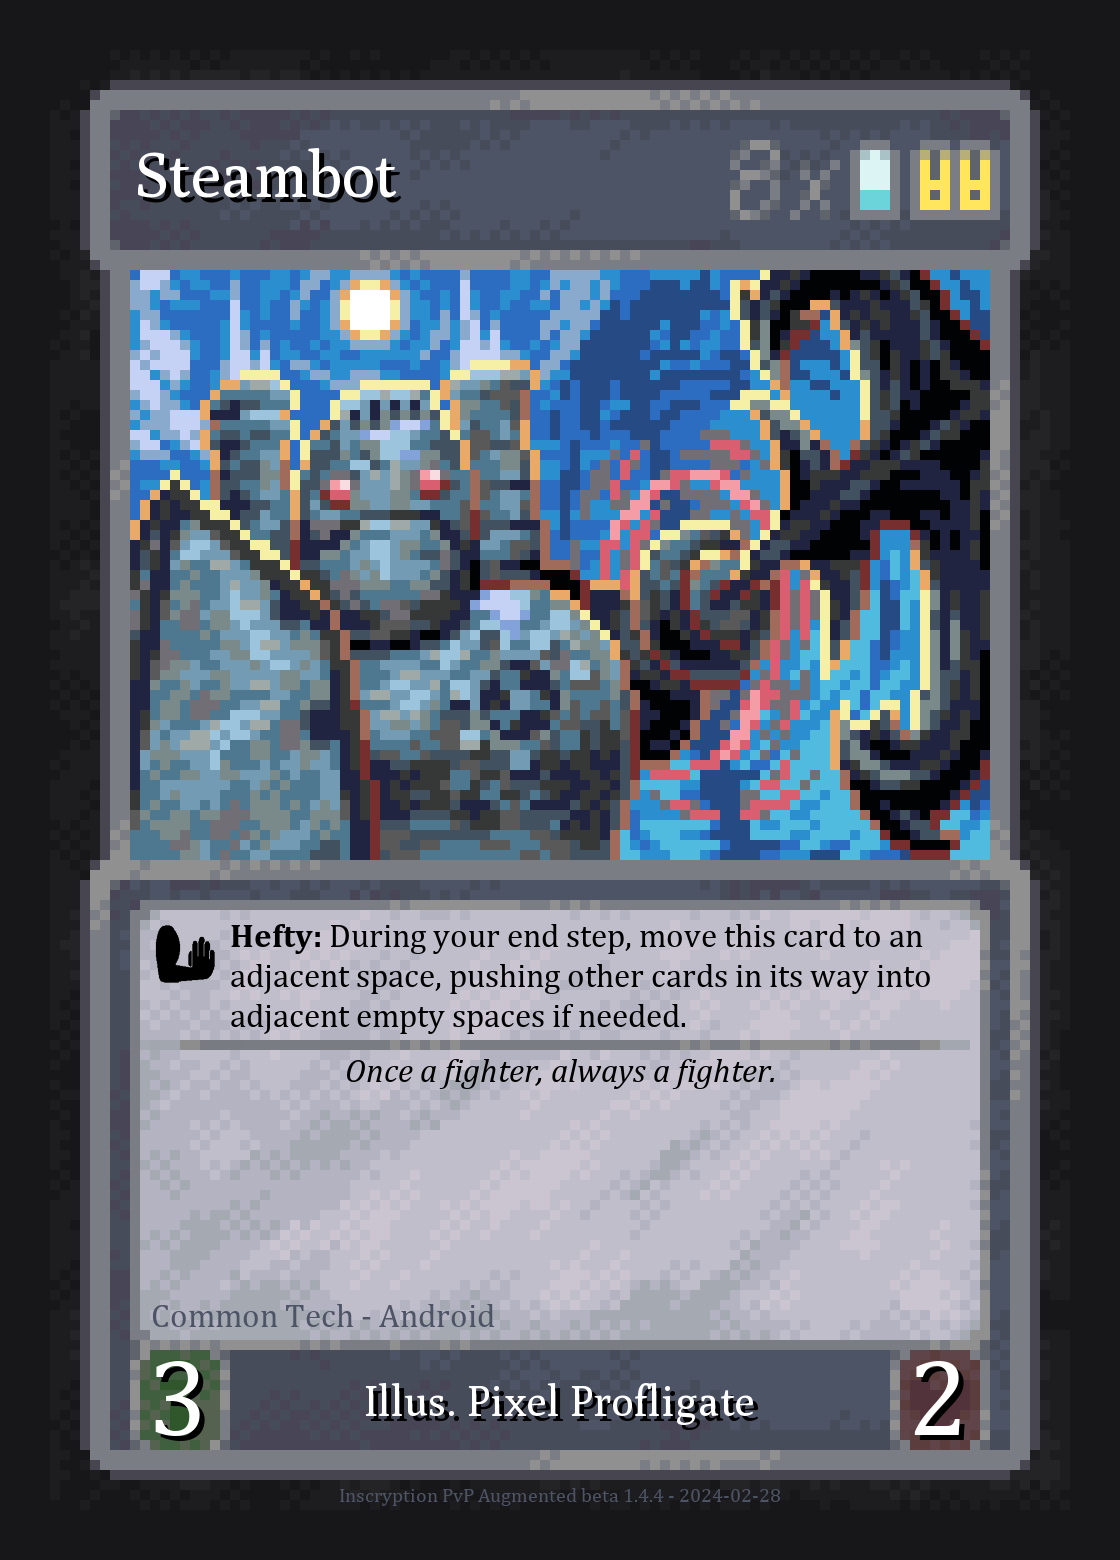 Steambot 8x
Hefty: During your end step, move this card to an
adjacent space, pushing other cards in its way into
adjacent empty spaces if needed.
Once a fighter, always a fighter.
Common Tech - Android
3 Illus. Pixel Profligate 2
Inscryption PvP Augmented beta 1.4.4 - 2024-02-28